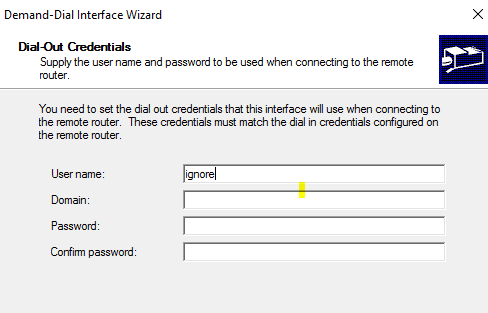 Demand-Dial Interface Wizard
Dial-Out Credentials
Supply the user name and password to be used when connecting to the remote
router.
You need to set the dial out credentials that this interface will use when connecting to
the remote router. These credentials must match the dial in credentials configured on
the remote router.
User name: ignore
Domain:
Password:
Confirm password: